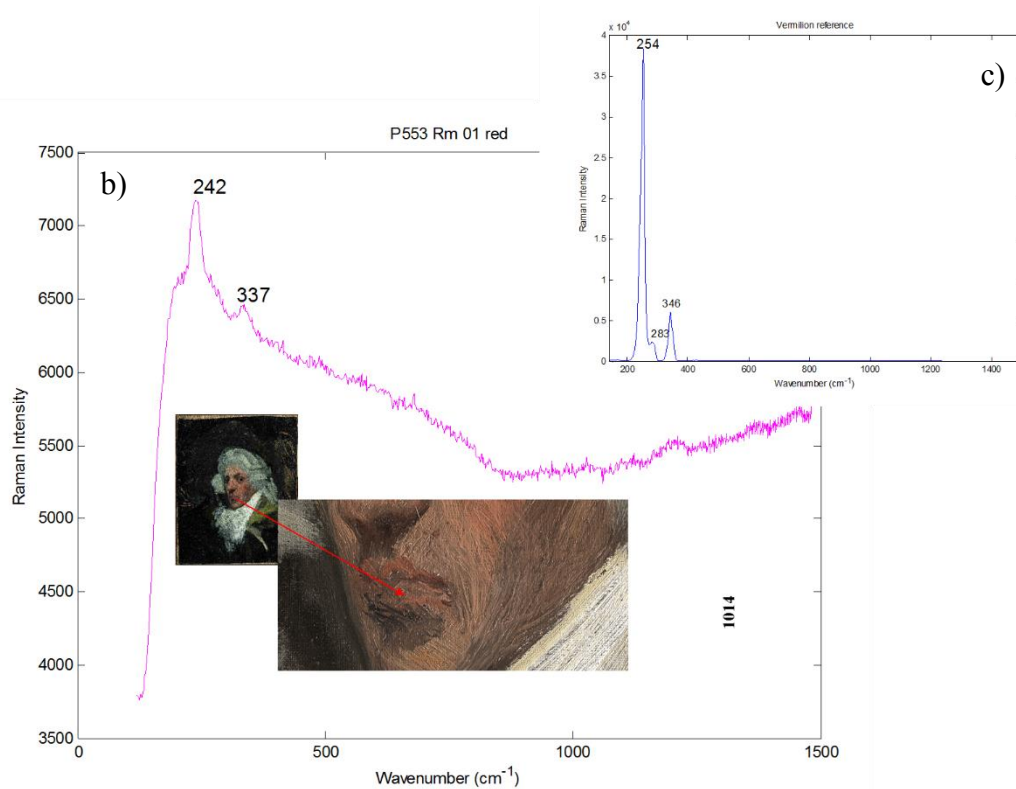 Vermilion reference
x 10⁴
254
c)
283
346
4
3.5
3
2.5
2
1.5
1
0.5
0
200 400 600 800 1000 1200 1400
Raman Intensity
Wavenumber (cm⁻¹)
P553 Rm 01 red
b)
242
337
7500
7000
6500
6000
5500
5000
4500
4000
3500
0 500 1000 1500
Raman Intensity
Wavenumber (cm⁻¹)
1014